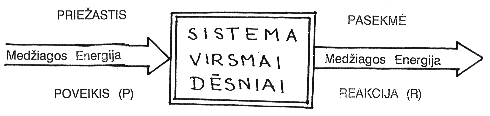 PRIEŽASTIS
Medžiagos Energija
POVEIKIS (P)
SISTEMA
VIRSMAI
DĖSNIAI
PASEKMĖ
Medžiagos Energija
REAKCIJA (R)